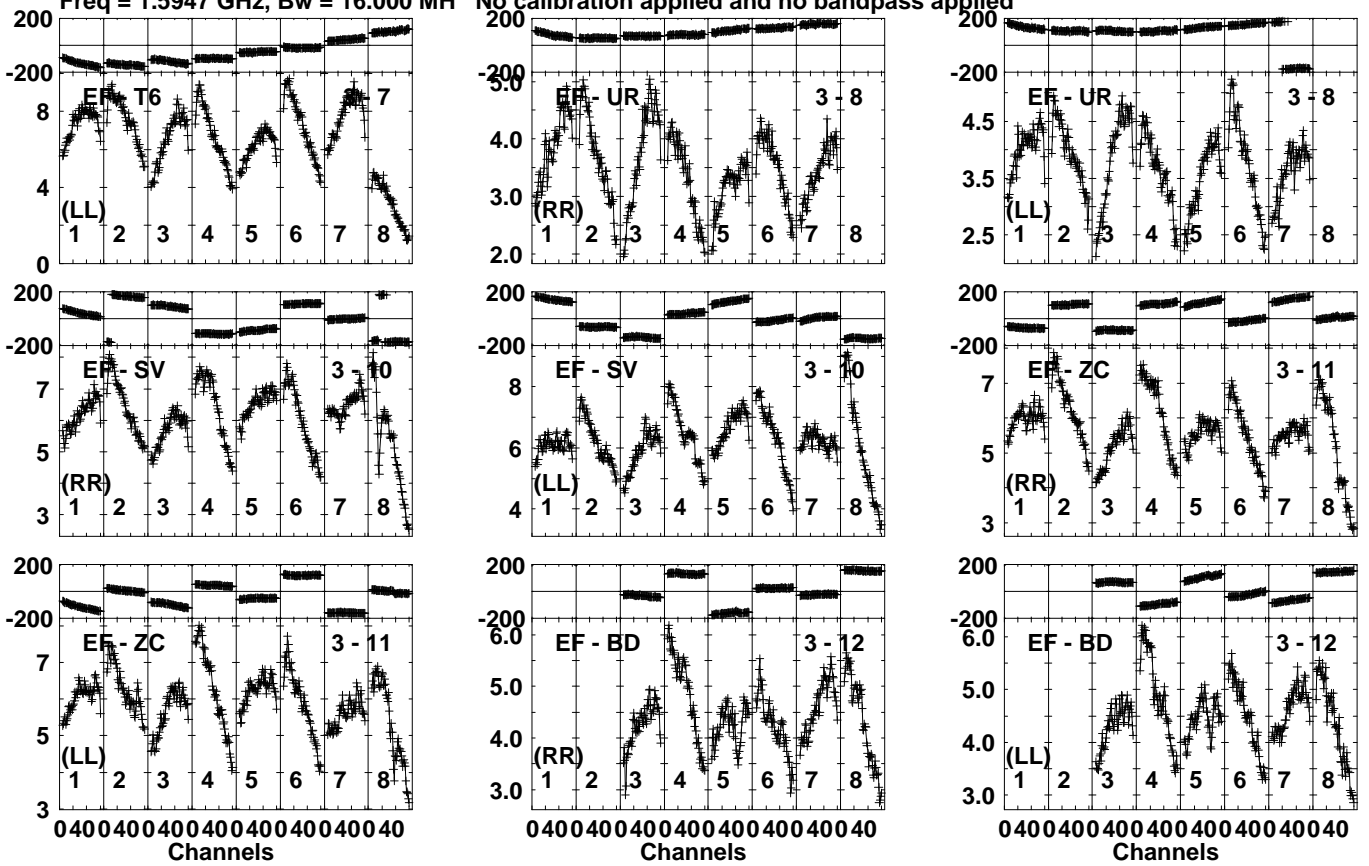 Freq = 1.5947 GHz, Bw = 16.000 MH No calibration applied and no bandpass applied
200 200 200
-200 -200 -200
EF - T6 - 7 5.0 EF - UR 3 - 8 EF - UR 3 - 8
8 4.0 4.5
4 3.0 3.5
(LL) (RR) (LL)
1 2 3 4 5 6 7 8 2.0 1 2 3 4 5 6 7 8 2.5 1 2 3 4 5 6 7 8
0
200 200 200
-200 -200 -200
EF - SV 3 - 10 EF - SV 3 - 10 EF - ZC 3 - 11
7 8 7
5 6 5
(RR) (LL) (RR)
1 2 3 4 5 6 7 8 1 2 3 4 5 6 7 8 1 2 3 4 5 6 7 8
3 4 3
200 200 200
-200 -200 -200
EF - ZC 3 - 11 6.0 EF - BD 3 - 12 6.0 EF - BD 3 - 12
7 5.0 5.0
5 4.0 4.0
(LL) (RR) (LL)
1 2 3 4 5 6 7 8 1 2 3 4 5 6 7 8 1 2 3 4 5 6 7 8
3 3.0 3.0
0 40 0 40 0 40 0 40 0 40 0 40 0 40 0 40 0 40 0 40 0 40 0 40 0 40 0 40 0 40 0 40 0 40 0 40 0 40 0 40 0 40 0 40 0 40 0 40
Channels Channels Channels